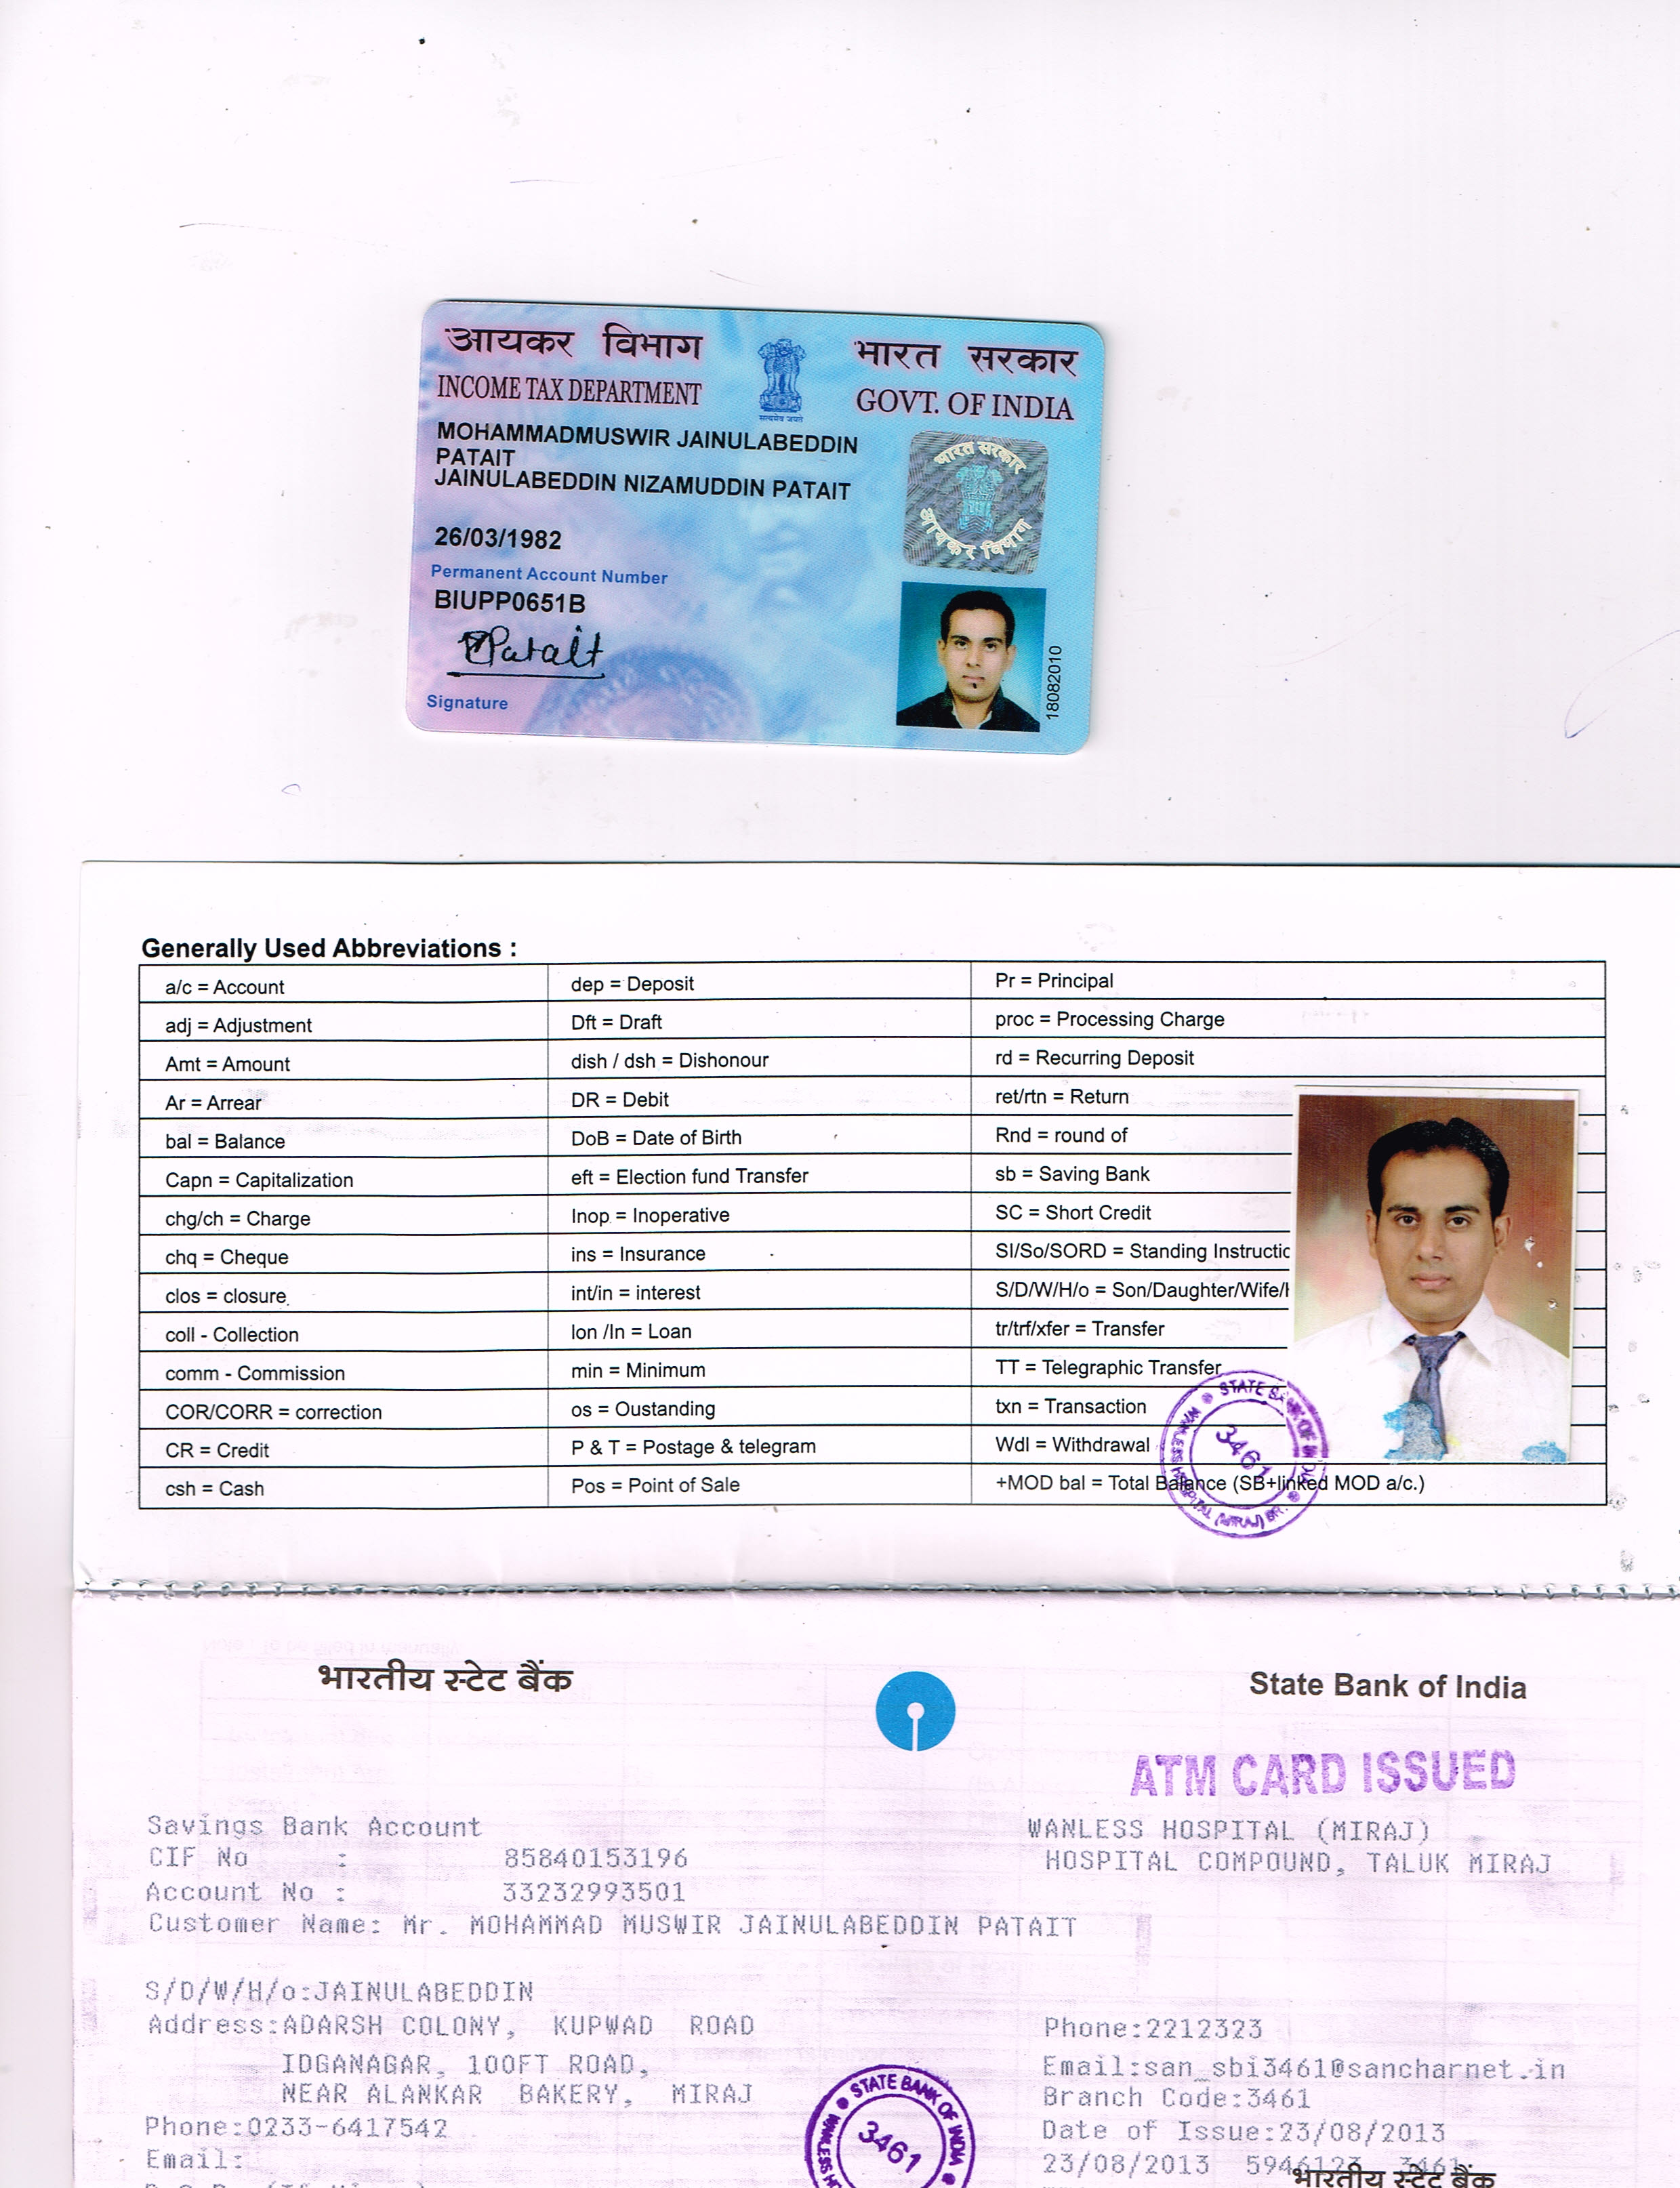 आयकर विभाग
भारत सरकार
INCOME TAX DEPARTMENT
GOVT. OF INDIA
सत्यमेव जयते
MOHAMMADMUSWIR JAINULABEDDIN
PATAIT
JAINULABEDDIN NIZAMUDDIN PATAIT
भारत सरकार
आयकर विभाग
26/03/1982
Permanent Account Number
BIUPP0651B
Patait
Signature
18082010
Generally Used Abbreviations :
a/c = Account dep = Deposit Pr = Principal
adj = Adjustment Dft = Draft proc = Processing Charge
Amt = Amount dish / dsh = Dishonour rd = Recurring Deposit
Ar = Arrear DR = Debit ret/rtn = Return
bal = Balance DoB = Date of Birth Rnd = round of
Capn = Capitalization eft = Election fund Transfer sb = Saving Bank
chg/ch = Charge Inop = Inoperative SC = Short Credit
chq = Cheque ins = Insurance SI/So/SORD = Standing Instructio
clos = closure int/in = interest S/D/W/H/o = Son/Daughter/Wife/
coll - Collection lon /In = Loan tr/trf/xfer = Transfer
comm - Commission min = Minimum TT = Telegraphic Transfer
COR/CORR = correction os = Oustanding txn = Transaction
CR = Credit P & T = Postage & telegram Wdl = Withdrawal
csh = Cash Pos = Point of Sale +MOD bal = Total Balance (SB+linked MOD a/c.)
STATE BANK OF INDIA
3461
WANLESS HOSPITAL (MIRAJ) BR.
भारतीय स्टेट बैंक
State Bank of India
ATM CARD ISSUED
Savings Bank Account
WANLESS HOSPITAL (MIRAJ)
CIF No : 85840153196
HOSPITAL COMPOUND, TALUK MIRAJ
Account No : 33232993501
Customer Name: Mr. MOHAMMAD MUSWIR JAINULABEDDIN PATAIT
S/D/W/H/o:JAINULABEDDIN
Address:ADARSH COLONY, KUPWAD ROAD
Phone:2212323
IDGANAGAR, 100FT ROAD,
Email:san_sbi3461@sancharnet.in
NEAR ALANKAR BAKERY, MIRAJ
Branch Code:3461
Phone:0233-6417542
Date of Issue:23/08/2013
Email:
23/08/2013 5946123 3461
भारतीय स्टेट बैंक
STATE BANK OF INDIA
3461